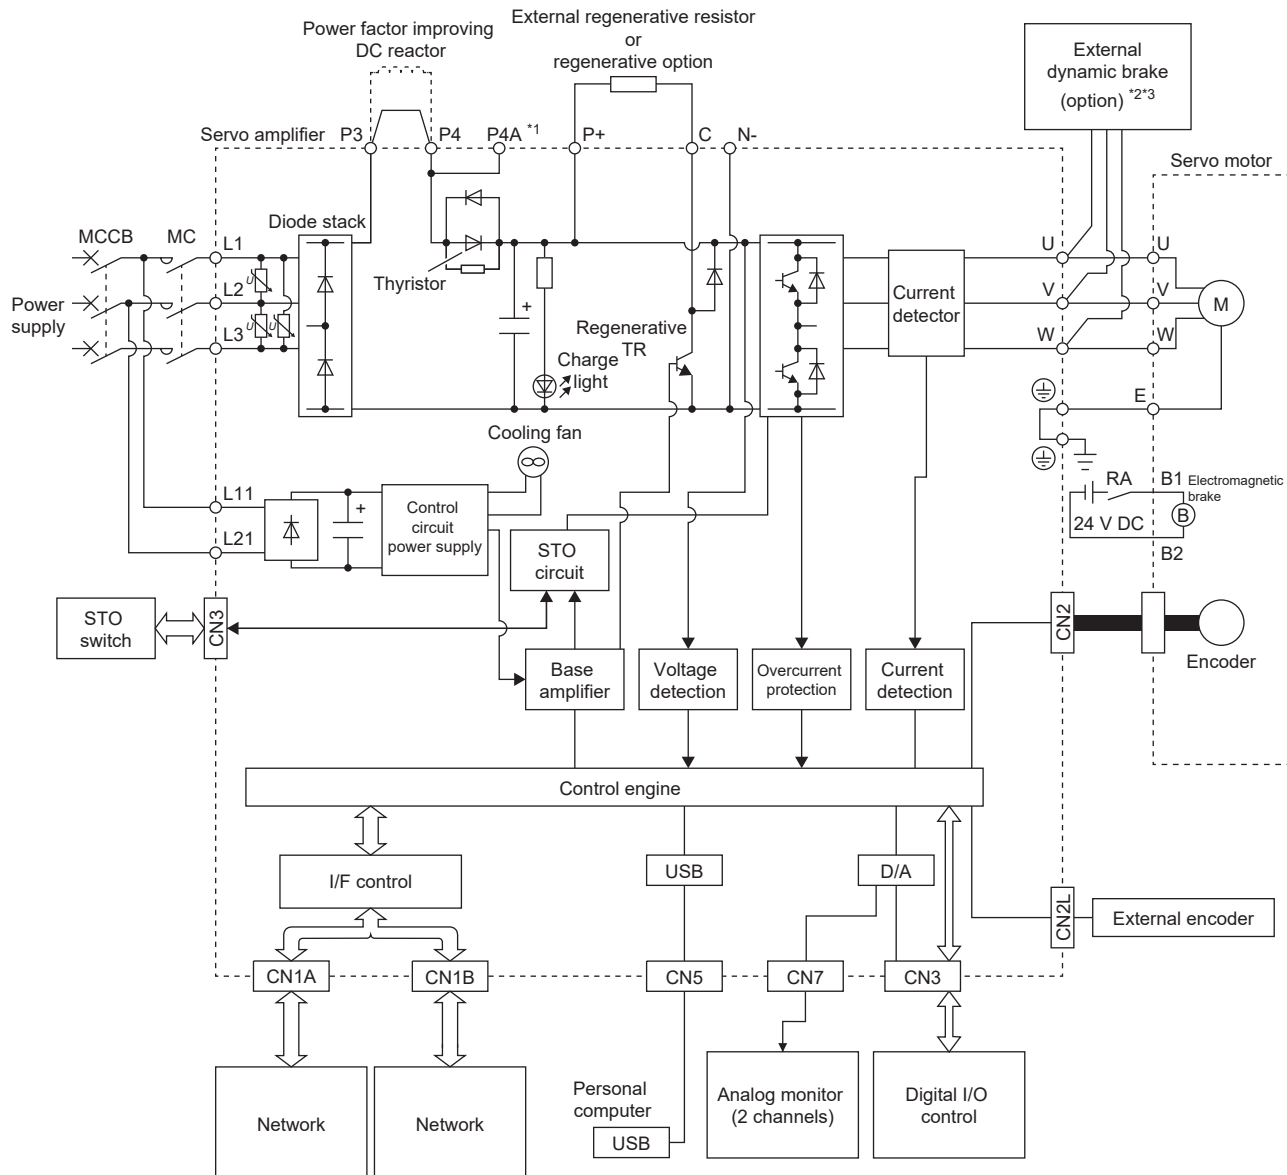 External regenerative resistor
or
regenerative option
Power factor improving
DC reactor
External
dynamic brake
(option) *2*3
Servo amplifier
P3
P4
P4A *1
P+
C
N-
Servo motor
Diode stack
MCCB
MC
L1
L2
L3
U
U
U
Power
supply
Thyristor
+
Regenerative
TR
Charge
light
Current
detector
U
V
W
U
V
W
M
E
Cooling fan
L11
L21
+
Control
circuit
power supply
STO
circuit
RA
24 V DC
B1
Electromagnetic
brake
B
B2
STO
switch
CN3
CN2
Encoder
Base
amplifier
Voltage
detection
Overcurrent
protection
Current
detection
Control engine
I/F control
USB
D/A
CN2L
External encoder
CN1A
CN1B
CN5
CN7
CN3
Network
Network
Personal
computer
USB
Analog monitor
(2 channels)
Digital I/O
control